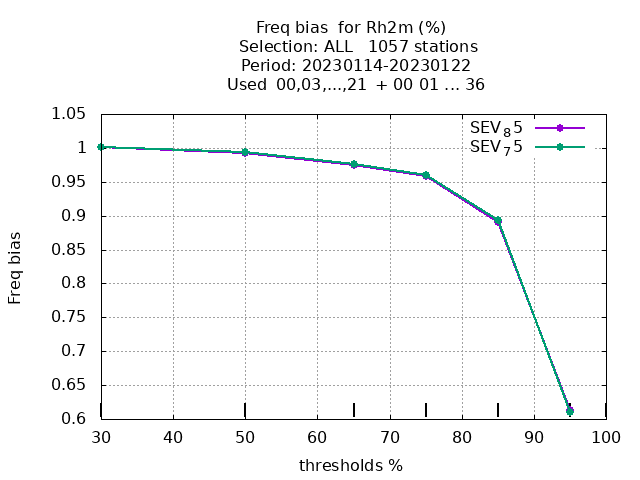 Freq bias  for Rh2m (%)
Selection: ALL   1057 stations
Period: 20230114-20230122
Used  00,03,...,21  + 00 01 ... 36
SEV₈5
SEV₇5
1.05
1
0.95
0.9
0.85
0.8
0.75
0.7
0.65
0.6
Freq bias
30 40 50 60 70 80 90 100
thresholds %